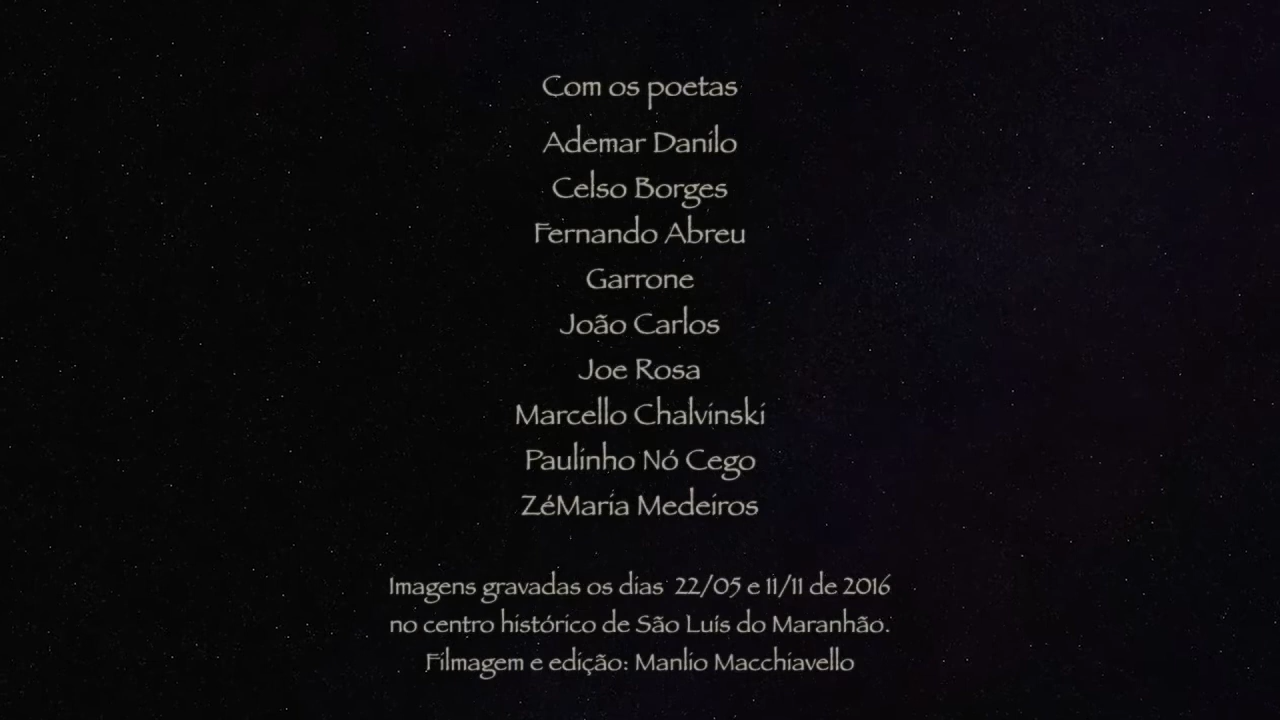 Com os poetas
Ademar Danilo
Celso Borges
Fernando Abreu
Garrone
João Carlos
Joe Rosa
Marcello Chalvinski
Paulinho Nó Cego
ZéMaria Medeiros
Imagens gravadas os dias 22/05 e 11/11 de 2016
no centro histórico de São Luís do Maranhão.
Filmagem e edição: Manlio Macchiavello